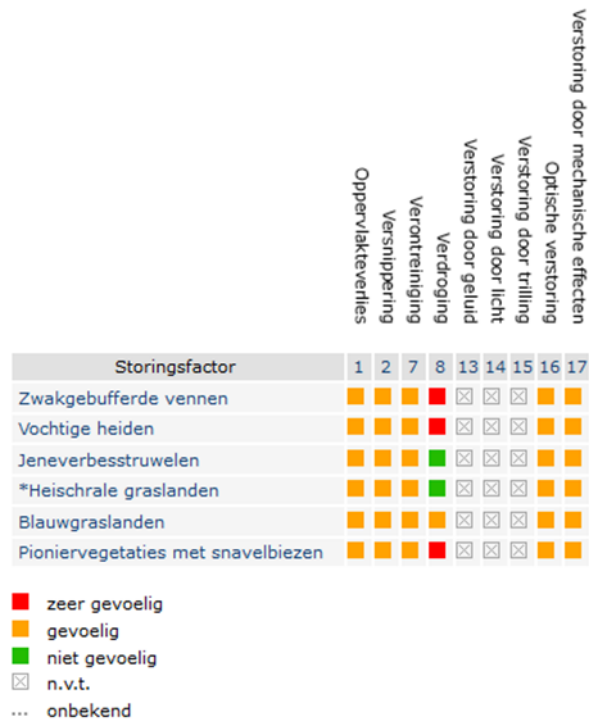 Oppervlakteverlies
Versnippering
Verontreiniging
Verdroging
Verstoring door geluid
Verstoring door licht
Verstoring door trilling
Optische verstoring
Verstoring door mechanische effecten
Storingsfactor 1 2 7 8 13 14 15 16 17
Zwakgebufferde vennen
Vochtige heiden
Jeneverbesstruwelen
*Heischrale graslanden
Blauwgraslanden
Pioniervegetaties met snavelbiezen
zeer gevoelig
gevoelig
niet gevoelig
n.v.t.
... onbekend